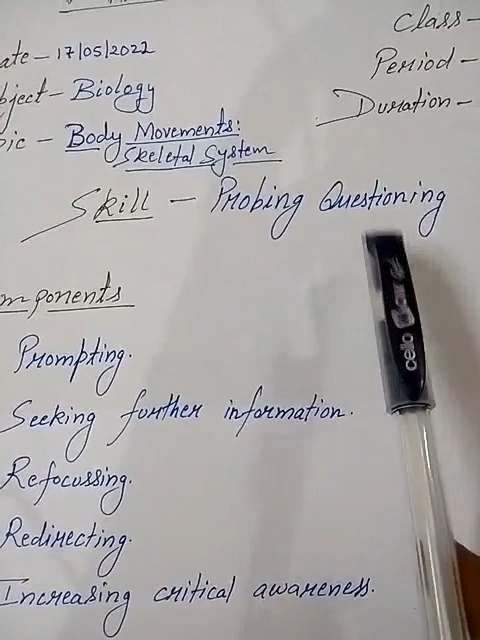 Class-
ate - 17/05/2022
Period -
bject - Biology
Duration -
pic - Body Movements:
Skeletal System
Skill - Probing Questioning
mponents
Prompting.
Seeking further information.
Refocussing.
Redirecting.
Increasing critical awareness.
cello